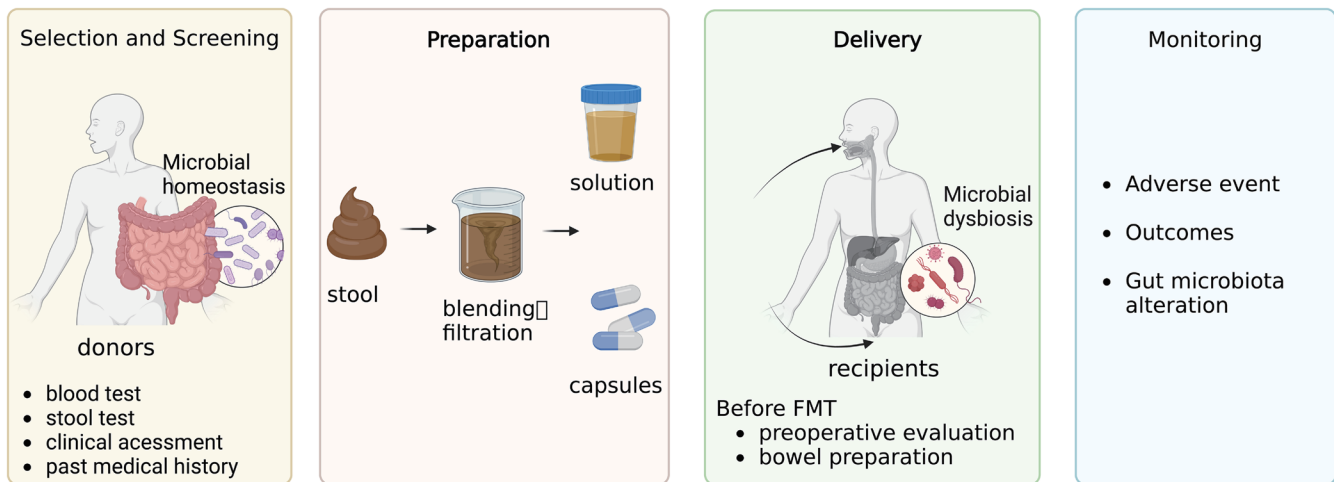 Selection and Screening
Microbial
homeostasis
donors
• blood test
• stool test
• clinical acessment
• past medical history
Preparation
stool
blending▯
filtration
solution
capsules
Delivery
Microbial
dysbiosis
recipients
Before FMT
• preoperative evaluation
• bowel preparation
Monitoring
• Adverse event
• Outcomes
• Gut microbiota
alteration